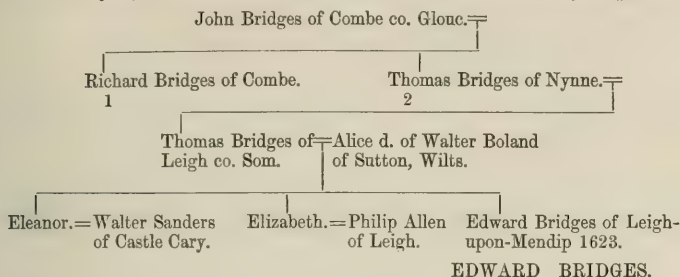 John Bridges of Combe co. Glouc.
Richard Bridges of Combe. Thomas Bridges of Nynne.
1 2
Thomas Bridges of Alice d. of Walter Boland
Leigh co. Som. of Sutton, Wilts.
Eleanor.=Walter Sanders Elizabeth.=Philip Allen Edward Bridges of Leigh-
of Castle Cary. of Leigh. upon-Mendip 1623.
EDWARD BRIDGES.